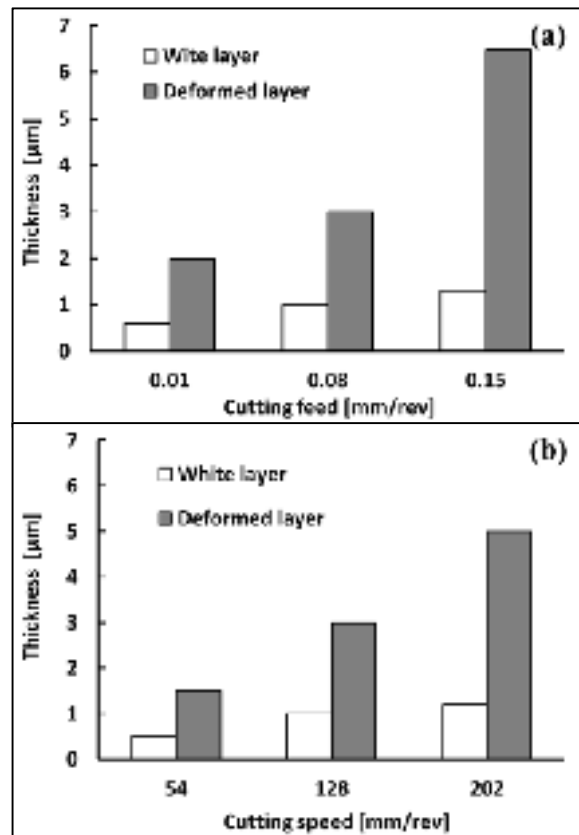 (a)
7
6
5
4
3
2
1
0
Thickness [µm]
Wite layer
Deformed layer
0.01 0.08 0.15
Cutting feed [mm/rev]
(b)
7
6
5
4
3
2
1
0
Thickness [µm]
White layer
Deformed layer
54 128 202
Cutting speed [mm/rev]